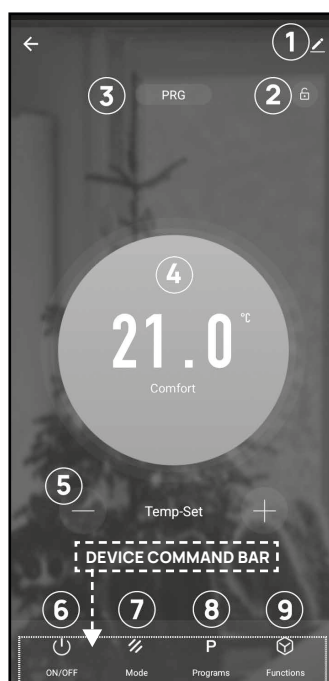 1
3 PRG 2
4
21.0 °C
Comfort
5
Temp-Set
DEVICE COMMAND BAR
6 7 8 9
P
ON/OFF Mode Programs Functions